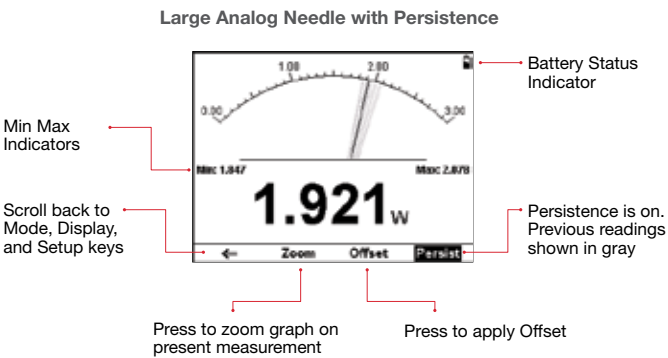 Large Analog Needle with Persistence
1.00
2.00
0.00
3.00
Battery Status
Indicator
Min Max
Indicators
Min: 1.847
Max: 2.078
1.921 W
Scroll back to
Mode, Display,
and Setup keys
Persistence is on.
Previous readings
shown in gray
← Zoom Offset Persist
Press to zoom graph on
present measurement
Press to apply Offset